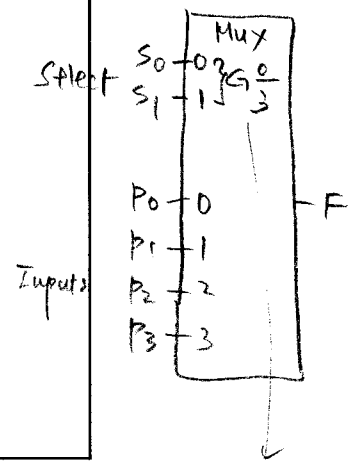 Mux
Select S0 0 } G 0/3
S1 1
P0 0 F
P1 1
Inputs P2 2
P3 3